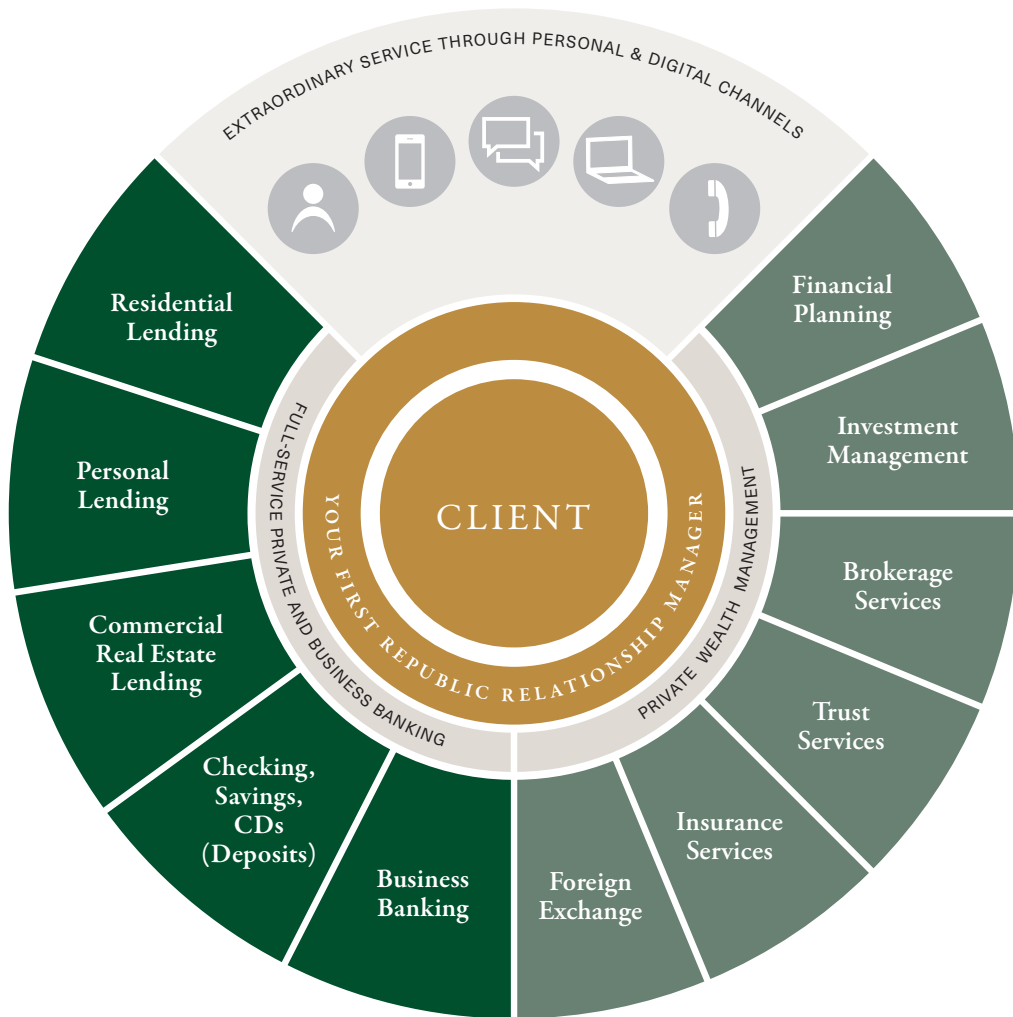 EXTRAORDINARY SERVICE THROUGH PERSONAL & DIGITAL CHANNELS
Residential
Lending
Personal
Lending
Commercial
Real Estate
Lending
Checking,
Savings,
CDs
(Deposits)
Business
Banking
FULL-SERVICE PRIVATE AND BUSINESS BANKING
CLIENT
YOUR FIRST REPUBLIC RELATIONSHIP MANAGER
PRIVATE WEALTH MANAGEMENT
Financial
Planning
Investment
Management
Brokerage
Services
Trust
Services
Insurance
Services
Foreign
Exchange